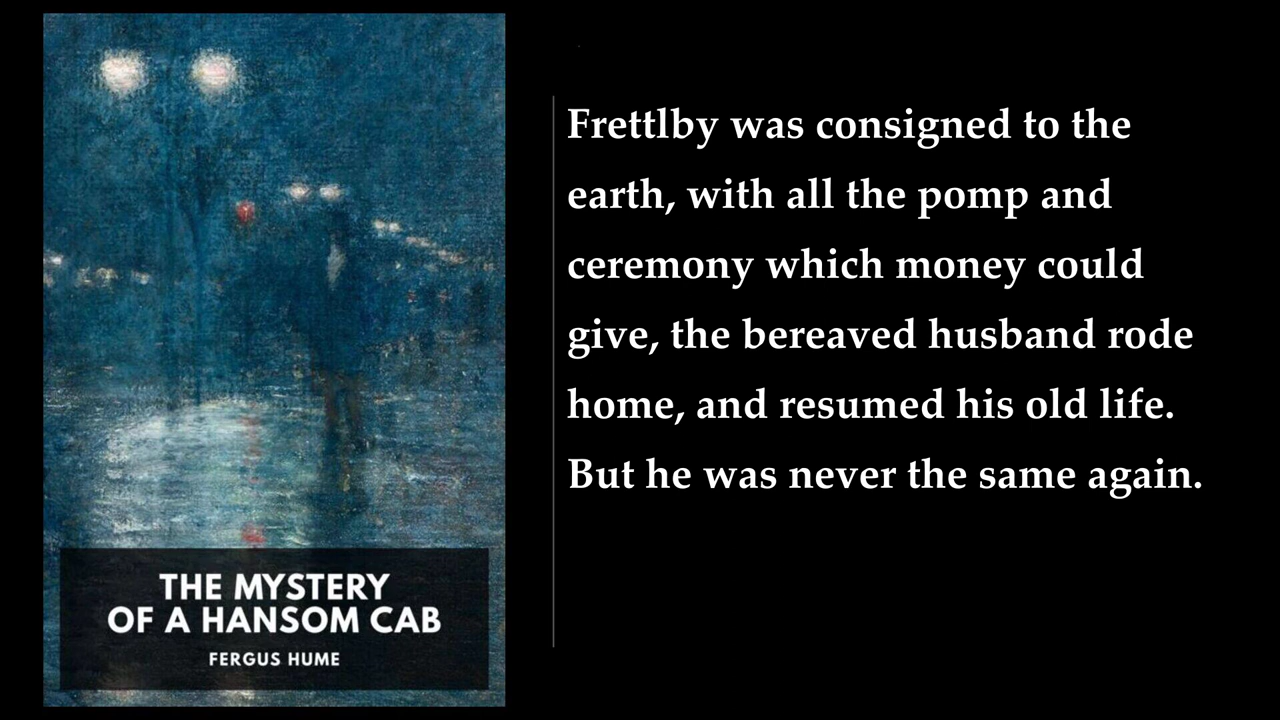 THE MYSTERY
OF A HANSOM CAB
FERGUS HUME
Frettlby was consigned to the
earth, with all the pomp and
ceremony which money could
give, the bereaved husband rode
home, and resumed his old life.
But he was never the same again.